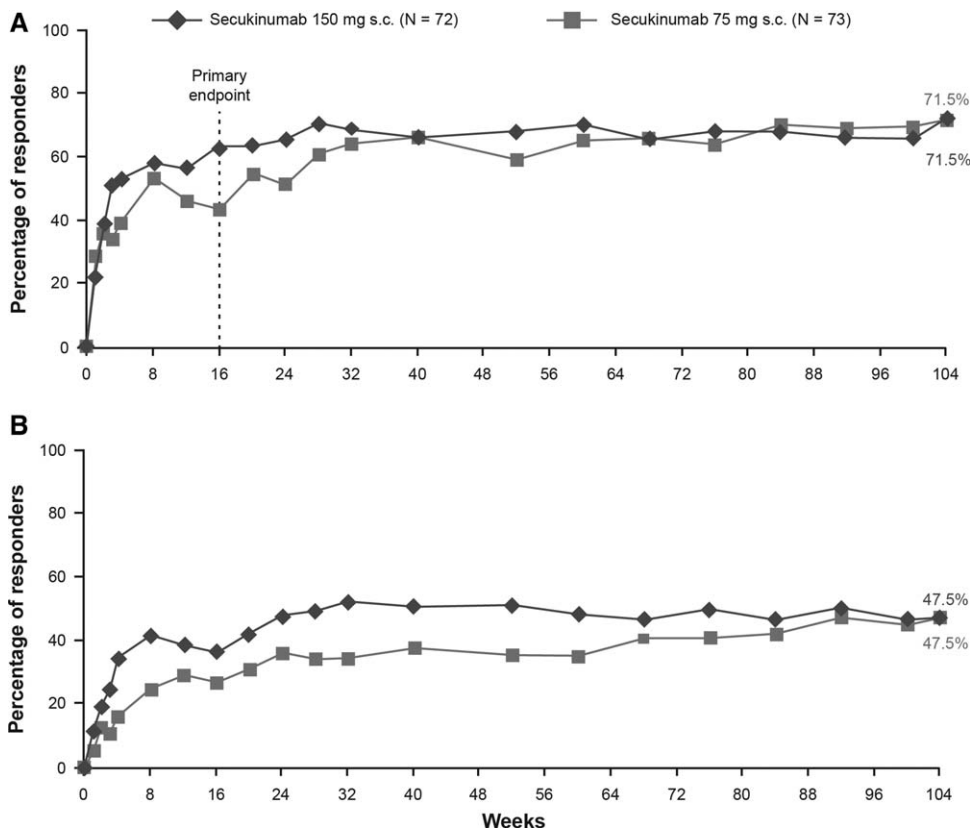 Secukinumab 150 mg s.c. (N = 72) Secukinumab 75 mg s.c. (N = 73)
A
100
80
60
40
20
0
Percentage of responders
Primary
endpoint
71.5%
71.5%
0 8 16 24 32 40 48 56 64 72 80 88 96 104
B
100
80
60
40
20
0
Percentage of responders
47.5%
47.5%
0 8 16 24 32 40 48 56 64 72 80 88 96 104
Weeks